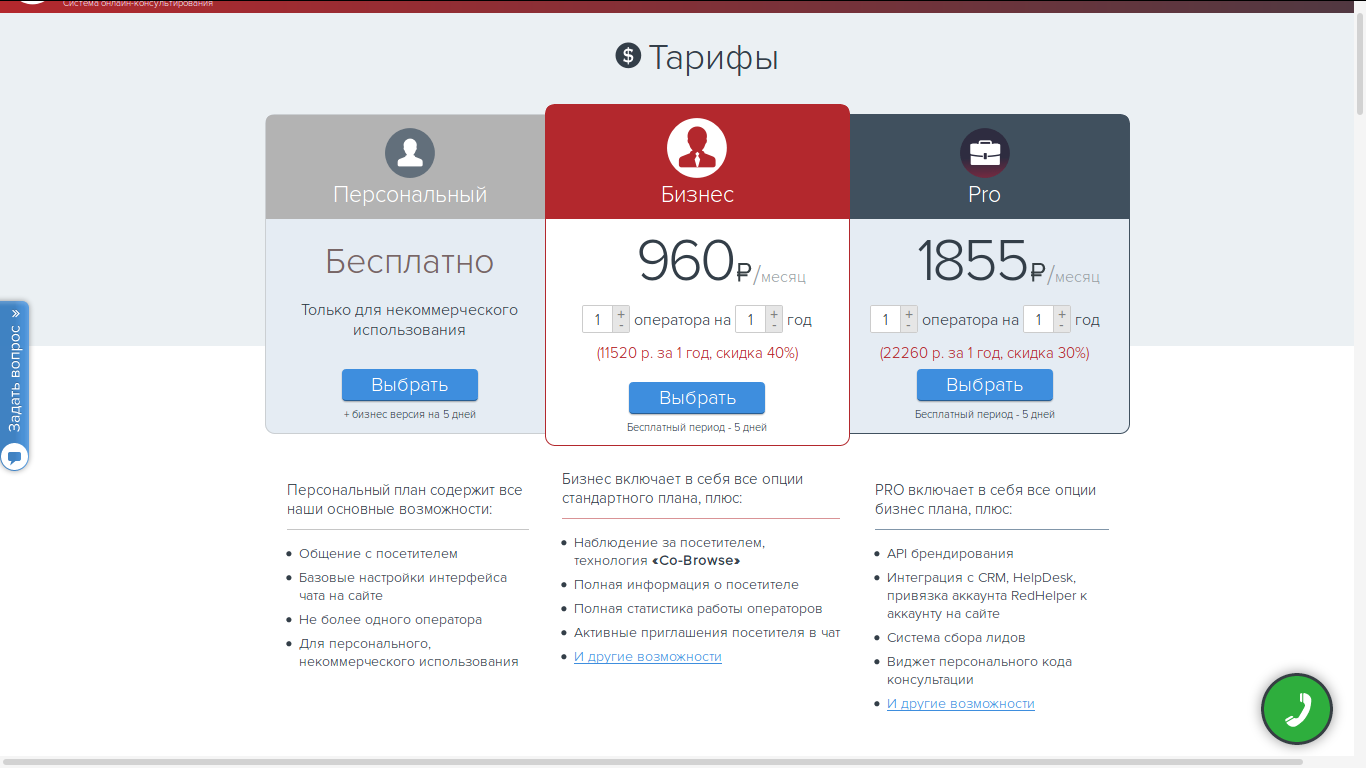 Система онлайн-консультирования
$ Тарифы
Персональный
Бесплатно
Только для некоммерческого
использования
Выбрать
+ бизнес версия на 5 дней
Бизнес
960₽/месяц
1 + - оператора на 1 + - год
(11520 р. за 1 год, скидка 40%)
Выбрать
Бесплатный период - 5 дней
Pro
1855₽/месяц
1 + - оператора на 1 + - год
(22260 р. за 1 год, скидка 30%)
Выбрать
Бесплатный период - 5 дней
Задать вопрос »
Персональный план содержит все
наши основные возможности:
Общение с посетителем
Базовые настройки интерфейса
чата на сайте
Не более одного оператора
Для персонального,
некоммерческого использования
Бизнес включает в себя все опции
стандартного плана, плюс:
Наблюдение за посетителем,
технология «Co-Browse»
Полная информация о посетителе
Полная статистика работы операторов
Активные приглашения посетителя в чат
И другие возможности
PRO включает в себя все опции
бизнес плана, плюс:
API брендирования
Интеграция с CRM, HelpDesk,
привязка аккаунта RedHelper к
аккаунту на сайте
Система сбора лидов
Виджет персонального кода
консультации
И другие возможности